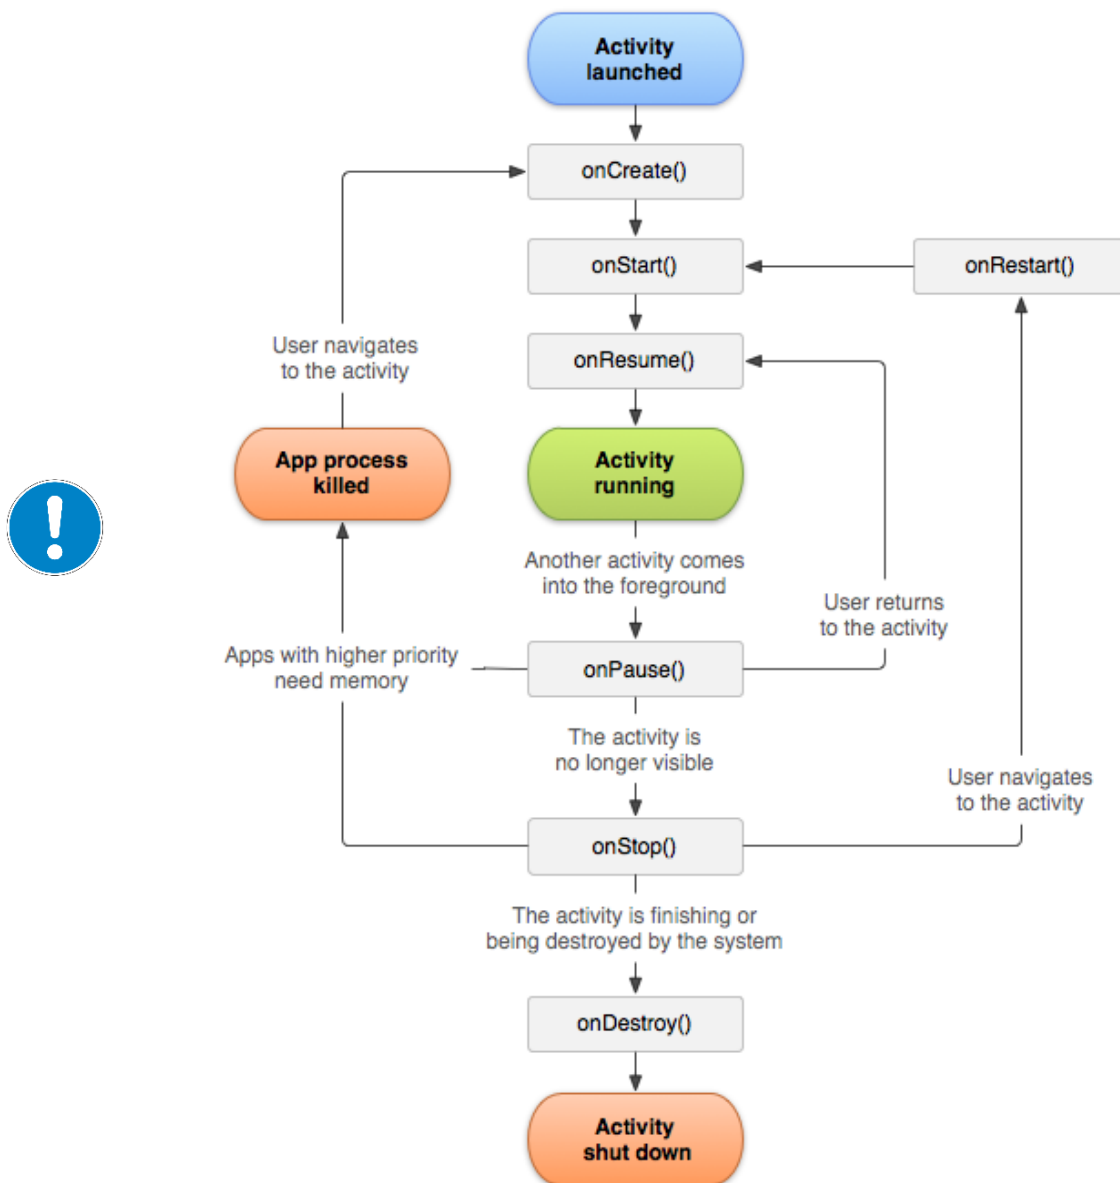 Activity
launched
onCreate()
onStart()
onRestart()
User navigates
to the activity
onResume()
App process
killed
Activity
running
Another activity comes
into the foreground
User returns
to the activity
Apps with higher priority
need memory
onPause()
The activity is
no longer visible
User navigates
to the activity
onStop()
The activity is finishing or
being destroyed by the system
onDestroy()
Activity
shut down